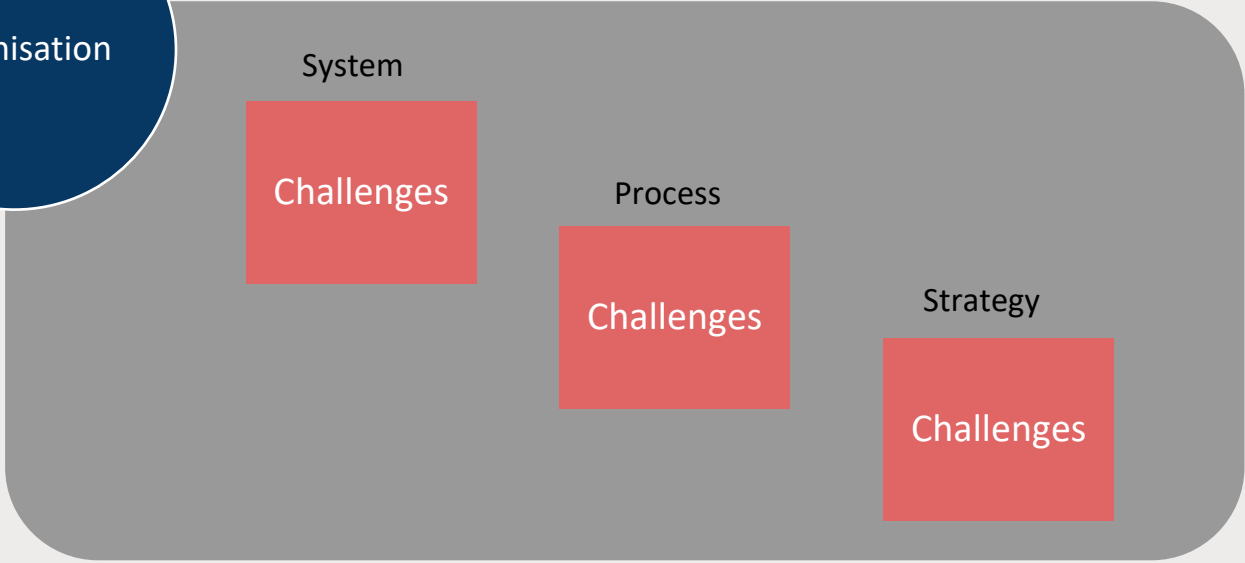 nisation
System
Challenges
Process
Challenges
Strategy
Challenges